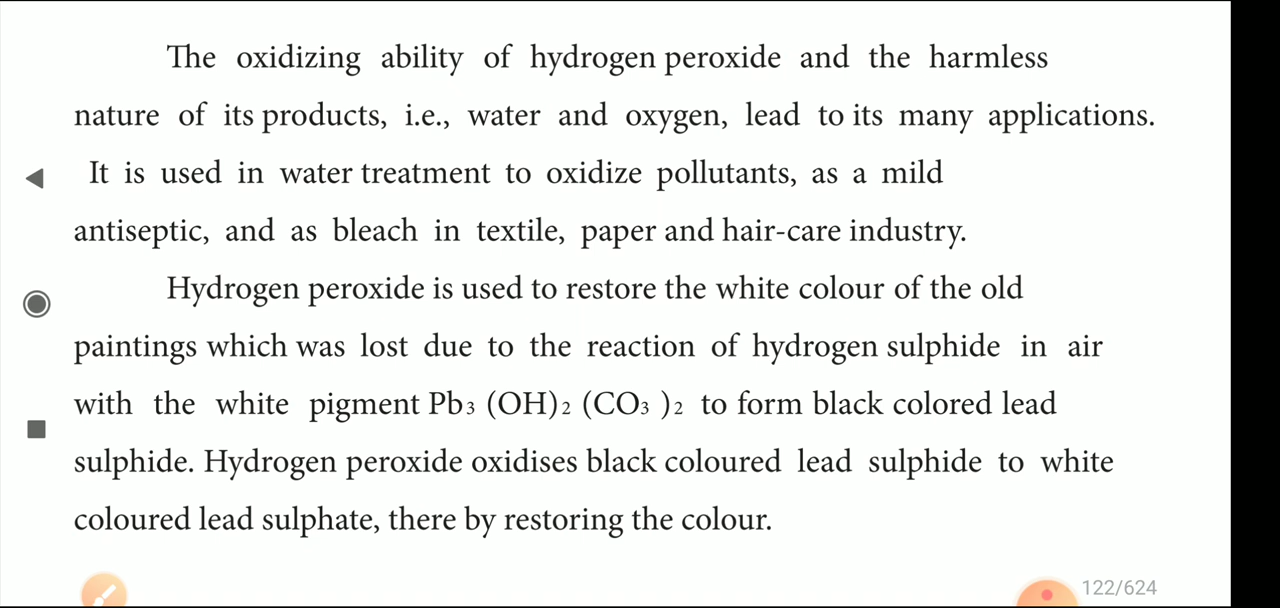 The oxidizing ability of hydrogen peroxide and the harmless
nature of its products, i.e., water and oxygen, lead to its many applications.
It is used in water treatment to oxidize pollutants, as a mild
antiseptic, and as bleach in textile, paper and hair-care industry.
Hydrogen peroxide is used to restore the white colour of the old
paintings which was lost due to the reaction of hydrogen sulphide in air
with the white pigment Pb₃ (OH)₂ (CO₃ )₂ to form black colored lead
sulphide. Hydrogen peroxide oxidises black coloured lead sulphide to white
coloured lead sulphate, there by restoring the colour.
122/624